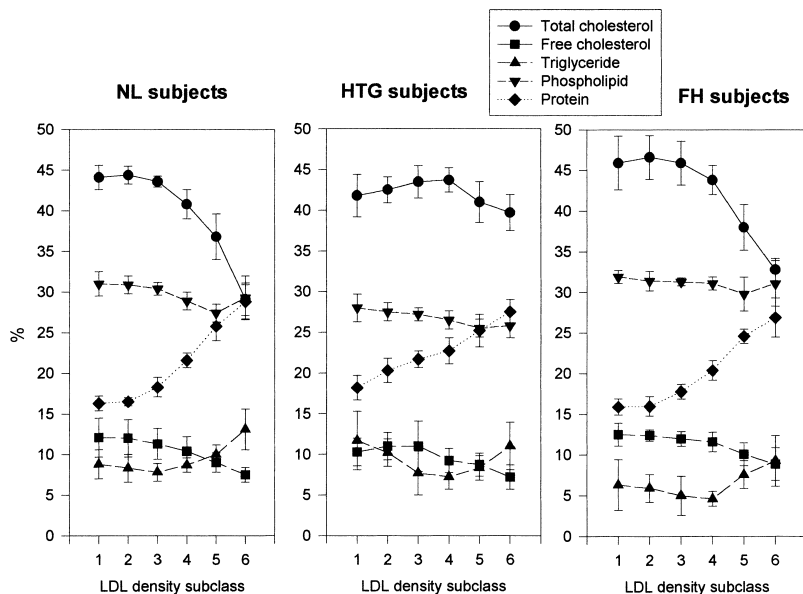 Total cholesterol
Free cholesterol
Triglyceride
Phospholipid
Protein
NL subjects
HTG subjects
FH subjects
%
50
45
40
35
30
25
20
15
10
5
0
1 2 3 4 5 6
LDL density subclass
50
45
40
35
30
25
20
15
10
5
0
1 2 3 4 5 6
LDL density subclass
50
45
40
35
30
25
20
15
10
5
0
1 2 3 4 5 6
LDL density subclass